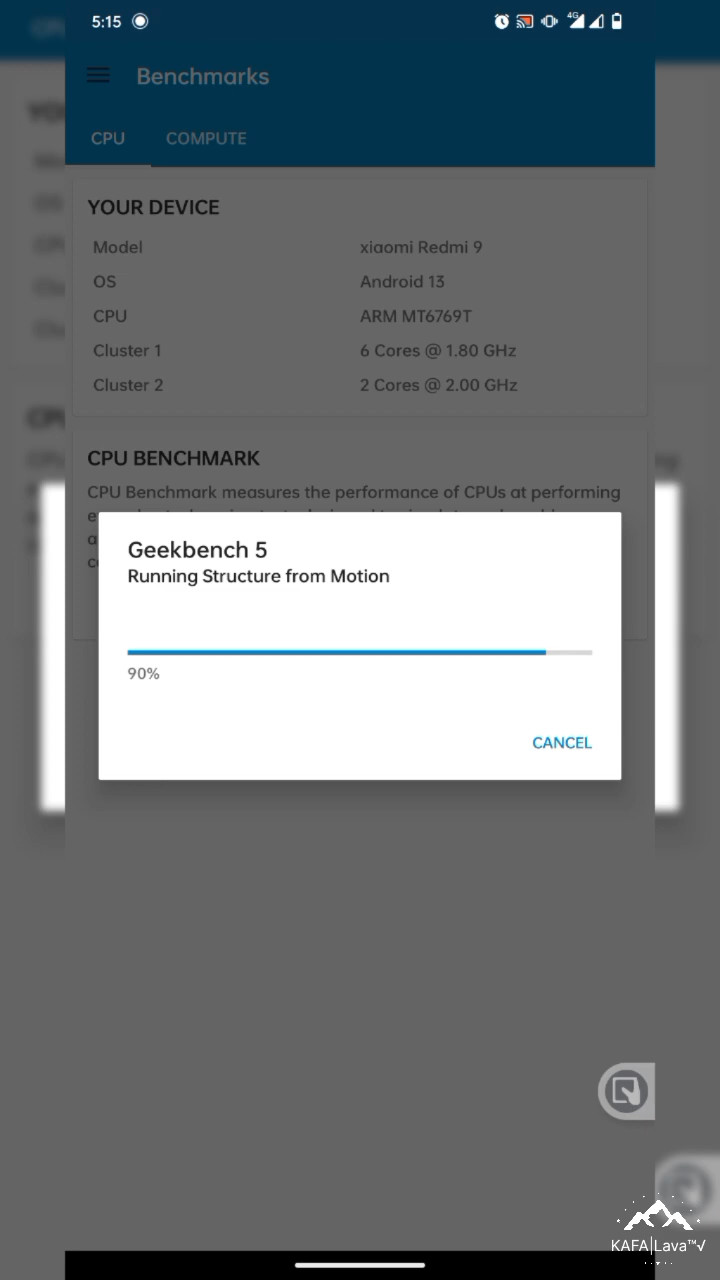 5:15
4G
Benchmarks
CPU COMPUTE
YOUR DEVICE
Model xiaomi Redmi 9
OS Android 13
CPU ARM MT6769T
Cluster 1 6 Cores @ 1.80 GHz
Cluster 2 2 Cores @ 2.00 GHz
CPU BENCHMARK
CPU Benchmark measures the performance of CPUs at performing
Geekbench 5
Running Structure from Motion
90%
CANCEL
KAFA|Lava™√